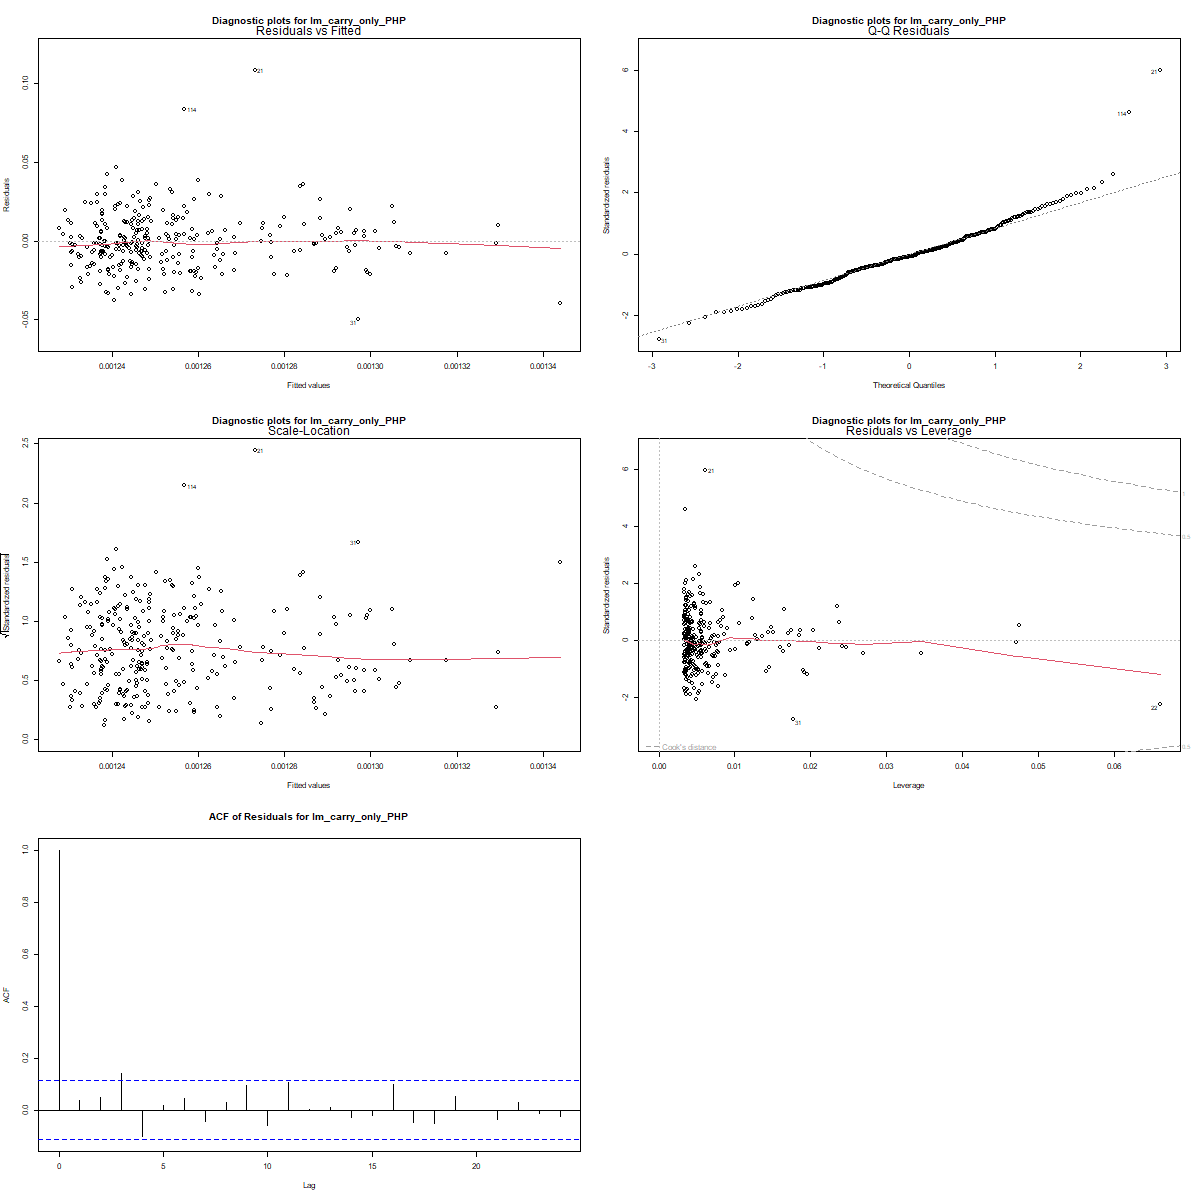 Diagnostic plots for lm_carry_only_PHP
Residuals vs Fitted
Residuals
-0.05 0.00 0.05 0.10
21
114
31
0.00124 0.00126 0.00128 0.00130 0.00132 0.00134
Fitted values
Diagnostic plots for lm_carry_only_PHP
Q-Q Residuals
Standardized residuals
-2 0 2 4 6
21
114
31
-3 -2 -1 0 1 2 3
Theoretical Quantiles
Diagnostic plots for lm_carry_only_PHP
Scale-Location
√|Standardized residuals|
0.0 0.5 1.0 1.5 2.0 2.5
21
114
31
0.00124 0.00126 0.00128 0.00130 0.00132 0.00134
Fitted values
Diagnostic plots for lm_carry_only_PHP
Residuals vs Leverage
Standardized residuals
-2 0 2 4 6
21
1
0.5
22
31
Cook's distance
0.5
0.00 0.01 0.02 0.03 0.04 0.05 0.06
Leverage
ACF of Residuals for lm_carry_only_PHP
ACF
0.0 0.2 0.4 0.6 0.8 1.0
0 5 10 15 20
Lag